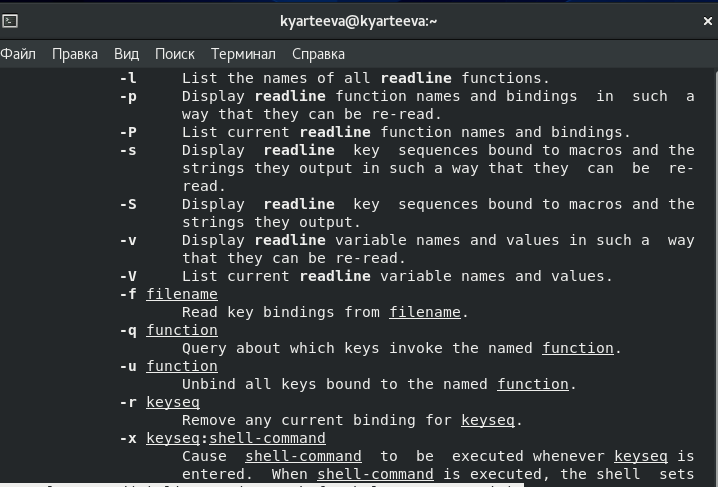 kyarteeva@kyarteeva:~
Файл Правка Вид Поиск Терминал Справка
-l List the names of all readline functions.
-p Display readline function names and bindings in such a
way that they can be re-read.
-P List current readline function names and bindings.
-s Display readline key sequences bound to macros and the
strings they output in such a way that they can be re-
read.
-S Display readline key sequences bound to macros and the
strings they output.
-v Display readline variable names and values in such a way
that they can be re-read.
-V List current readline variable names and values.
-f filename
Read key bindings from filename.
-q function
Query about which keys invoke the named function.
-u function
Unbind all keys bound to the named function.
-r keyseq
Remove any current binding for keyseq.
-x keyseq:shell-command
Cause shell-command to be executed whenever keyseq is
entered. When shell-command is executed, the shell sets